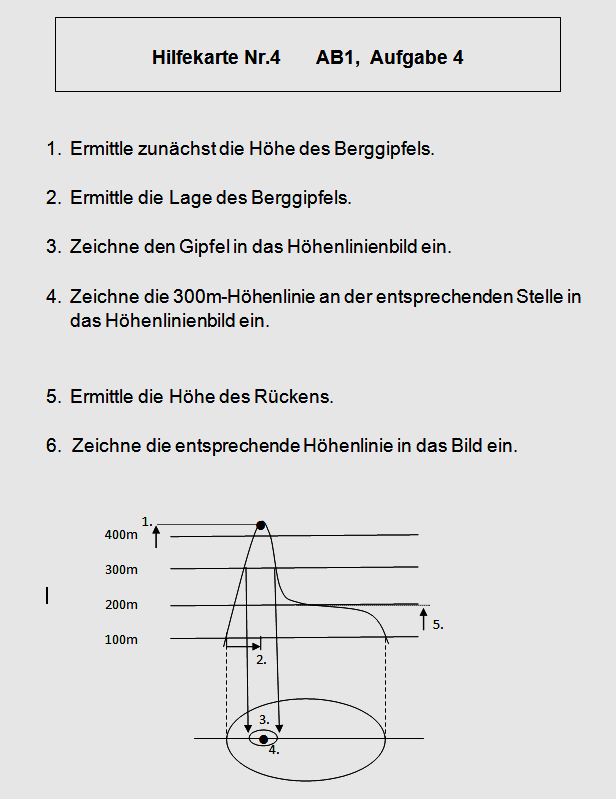 Hilfekarte Nr.4 AB1, Aufgabe 4
1. Ermittle zunächst die Höhe des Berggipfels.
2. Ermittle die Lage des Berggipfels.
3. Zeichne den Gipfel in das Höhenlinienbild ein.
4. Zeichne die 300m-Höhenlinie an der entsprechenden Stelle in
das Höhenlinienbild ein.
5. Ermittle die Höhe des Rückens.
6. Zeichne die entsprechende Höhenlinie in das Bild ein.
1.
400m
300m
200m
5.
100m
2.
3.
4.